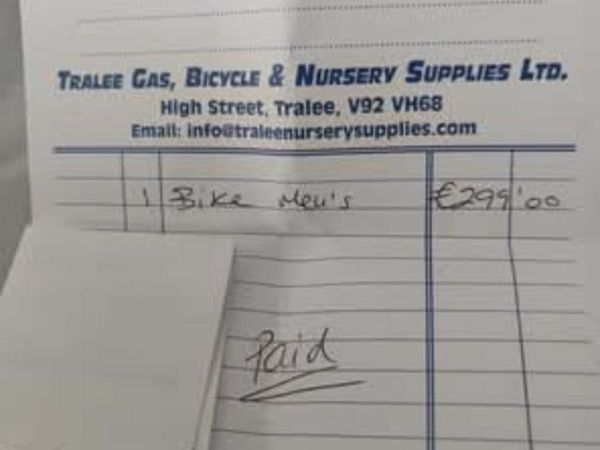 TRALEE GAS, BICYCLE & NURSERY SUPPLIES LTD.
High Street, Tralee, V92 VH68
Email: info@traleenurserysupplies.com
1 Bike Men's €299.00
Paid